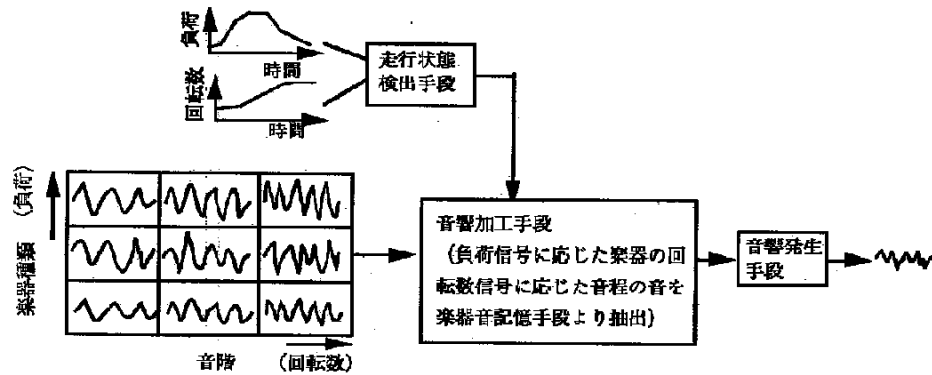 負荷
時間
回転数
時間
走行状態
検出手段
楽器種類 (負荷)
音階 (回転数)
音響加工手段
(負荷信号に応じた楽器の回
転数信号に応じた音程の音を
楽器音記憶手段より抽出)
音響発生
手段